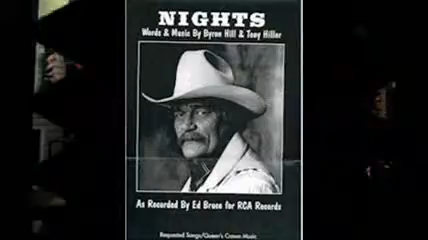 NIGHTS
Words & Music By Byron Hill & Tony Hiller
As Recorded By Ed Bruce for RCA Records
Requested Songs/Queen's Crown Music